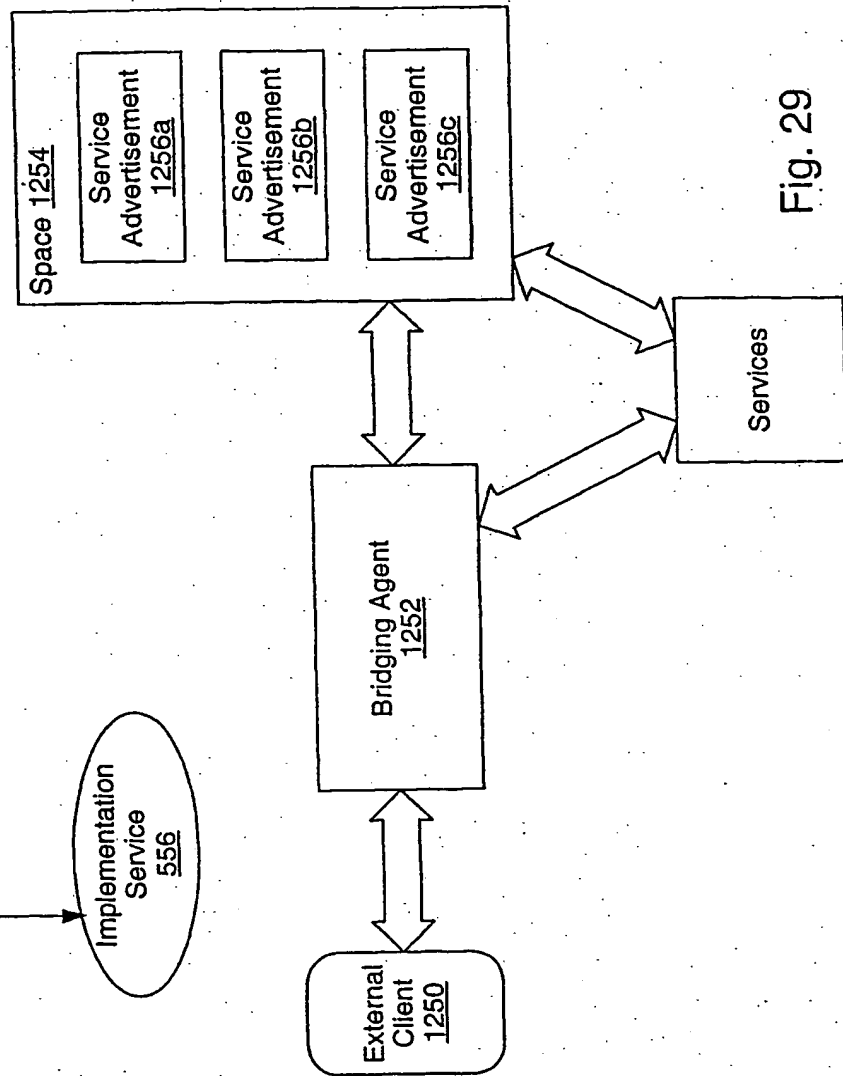 Implementation
Service
556
External
Client
1250
Bridging Agent
1252
Space 1254
Service
Advertisement
1256a
Service
Advertisement
1256b
Service
Advertisement
1256c
Services
Fig. 29